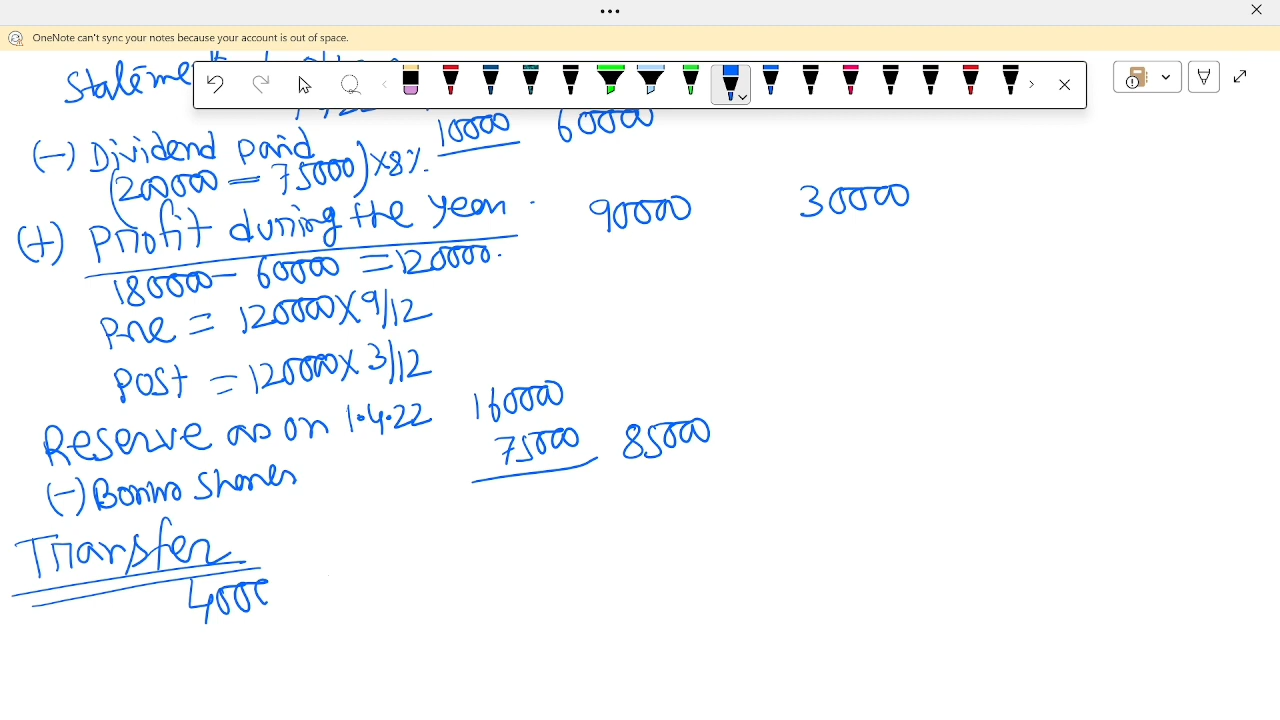 OneNote can't sync your notes because your account is out of space.
Statement
(-) Dividend paid 10000 60000
(200000 - 75000) x 8%.
(+) Profit during the year. 90000 30000
180000 - 60000 = 120000.
Pre = 120000 x 9/12
Post = 120000 x 3/12
Reserve as on 1.4.22 160000
75000 85000
(-) Bonus Shares
Transfer
4000